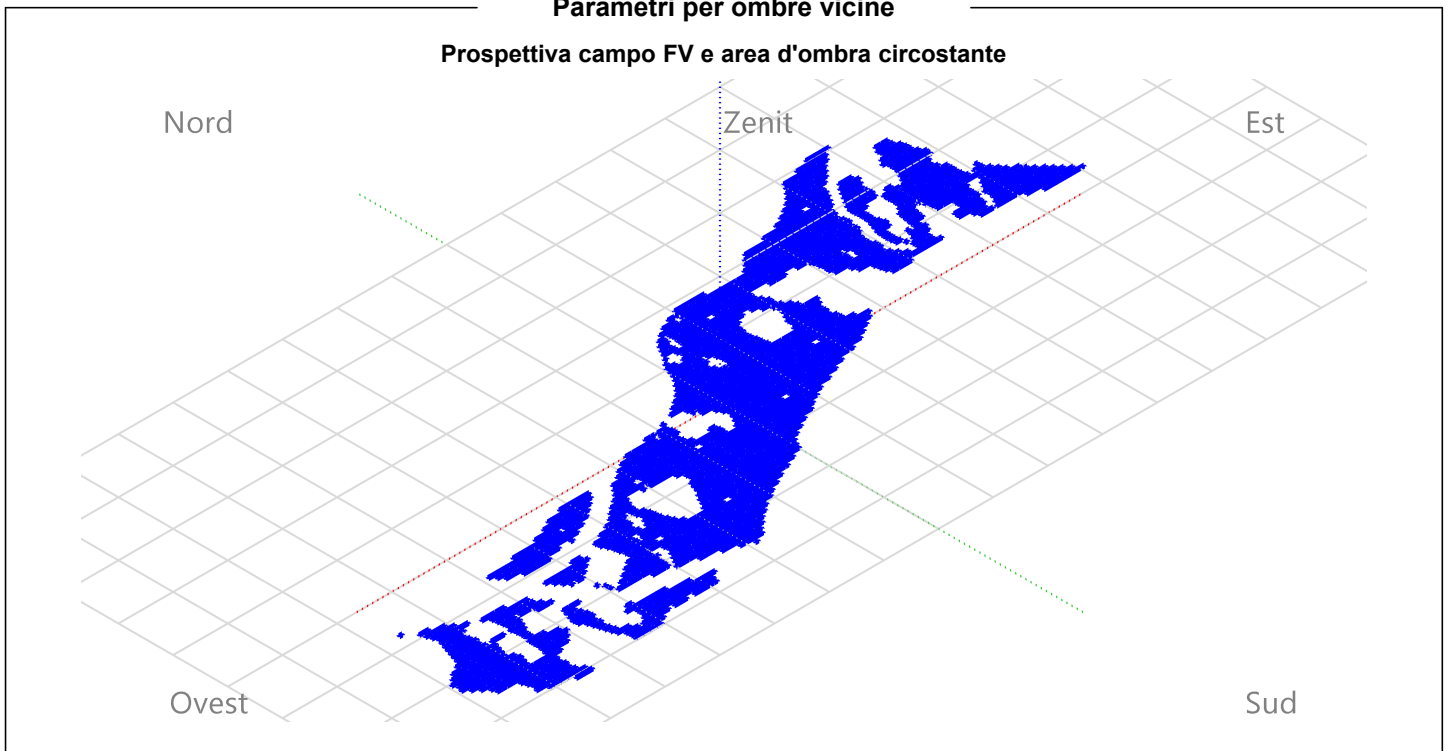 Parametri per ombre vicine
Prospettiva campo FV e area d'ombra circostante
Nord
Zenit
Est
Ovest
Sud